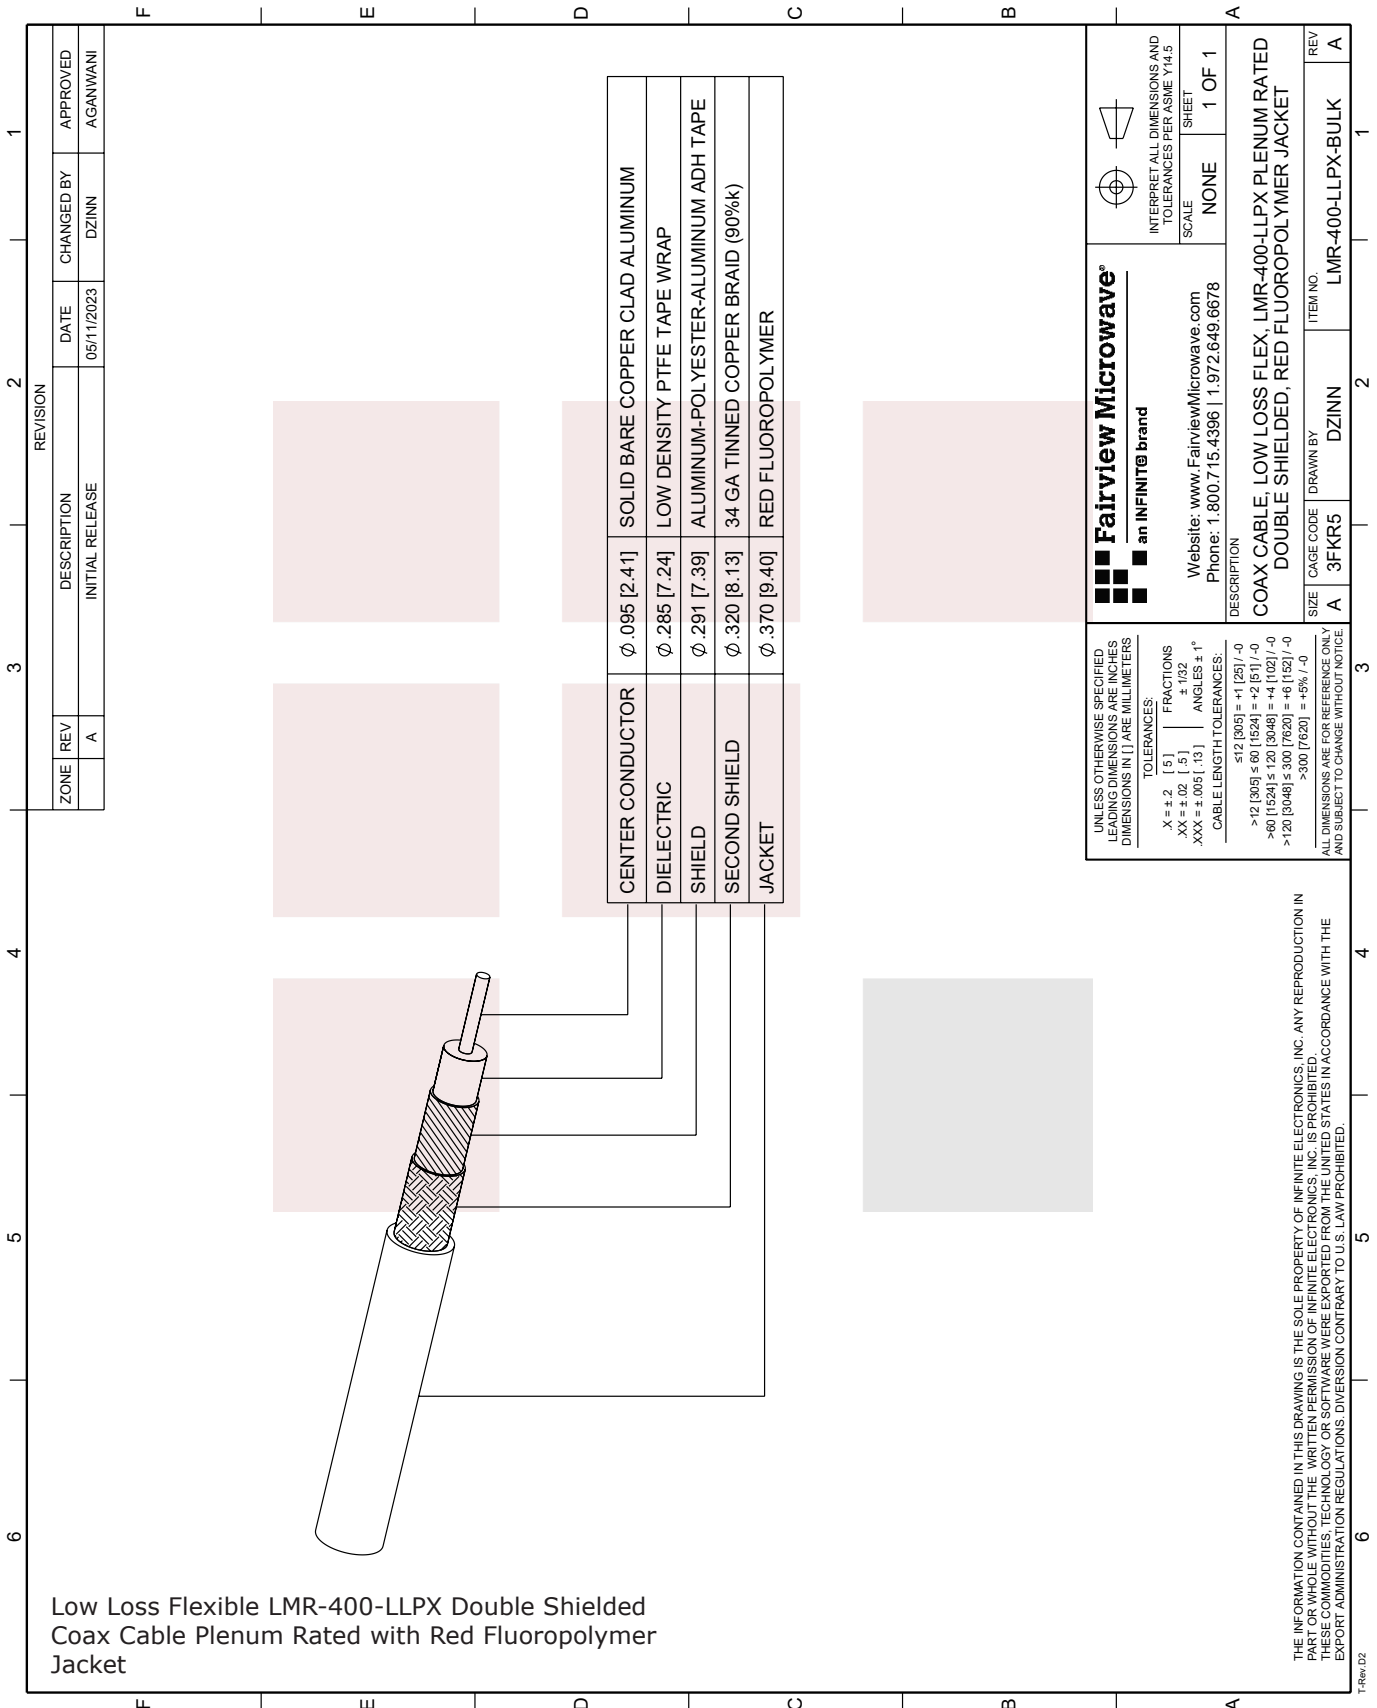 6
5
4
3
2
1
F
E
D
C
B
A
REVISION
ZONE REV DESCRIPTION DATE CHANGED BY APPROVED
A INITIAL RELEASE 05/11/2023 DZINN AGANWANI
CENTER CONDUCTOR Ø.095 [2.41] SOLID BARE COPPER CLAD ALUMINUM
DIELECTRIC Ø.285 [7.24] LOW DENSITY PTFE TAPE WRAP
SHIELD Ø.291 [7.39] ALUMINUM-POLYESTER-ALUMINUM ADH TAPE
SECOND SHIELD Ø.320 [8.13] 34 GA TINNED COPPER BRAID (90%k)
JACKET Ø.370 [9.40] RED FLUOROPOLYMER
UNLESS OTHERWISE SPECIFIED
LEADING DIMENSIONS ARE INCHES
DIMENSIONS IN [ ] ARE MILLIMETERS
TOLERANCES:
.X = ±.2 [ 5 ] FRACTIONS
.XX = ±.02 [ .5 ] ± 1/32
.XXX = ±.005 [ .13 ] ANGLES ± 1°
CABLE LENGTH TOLERANCES:
≤12 [305] = +1 [25] / -0
>12 [305] ≤ 60 [1524] = +2 [51] / -0
>60 [1524] ≤ 120 [3048] = +4 [102] / -0
>120 [3048] ≤ 300 [7620] = +6 [152] / -0
>300 [7620] = +5% / -0
ALL DIMENSIONS ARE FOR REFERENCE ONLY
AND SUBJECT TO CHANGE WITHOUT NOTICE.
Fairview Microwave®
an INFINIT© brand
Website: www.FairviewMicrowave.com
Phone: 1.800.715.4396 | 1.972.649.6678
INTERPRET ALL DIMENSIONS AND
TOLERANCES PER ASME Y14.5
SCALE SHEET
NONE 1 OF 1
DESCRIPTION
COAX CABLE, LOW LOSS FLEX, LMR-400-LLPX PLENUM RATED
DOUBLE SHIELDED, RED FLUOROPOLYMER JACKET
SIZE CAGE CODE DRAWN BY ITEM NO. REV
A 3FKR5 DZINN LMR-400-LLPX-BULK A
THE INFORMATION CONTAINED IN THIS DRAWING IS THE SOLE PROPERTY OF INFINITE ELECTRONICS, INC. ANY REPRODUCTION IN
PART OR WHOLE WITHOUT THE WRITTEN PERMISSION OF INFINITE ELECTRONICS, INC. IS PROHIBITED.
THESE COMMODITIES, TECHNOLOGY OR SOFTWARE WERE EXPORTED FROM THE UNITED STATES IN ACCORDANCE WITH THE
EXPORT ADMINISTRATION REGULATIONS. DIVERSION CONTRARY TO U.S. LAW PROHIBITED.
F
E
D
C
B
A
6
5
4
3
2
1
T-Rev.D2
Low Loss Flexible LMR-400-LLPX Double Shielded
Coax Cable Plenum Rated with Red Fluoropolymer
Jacket